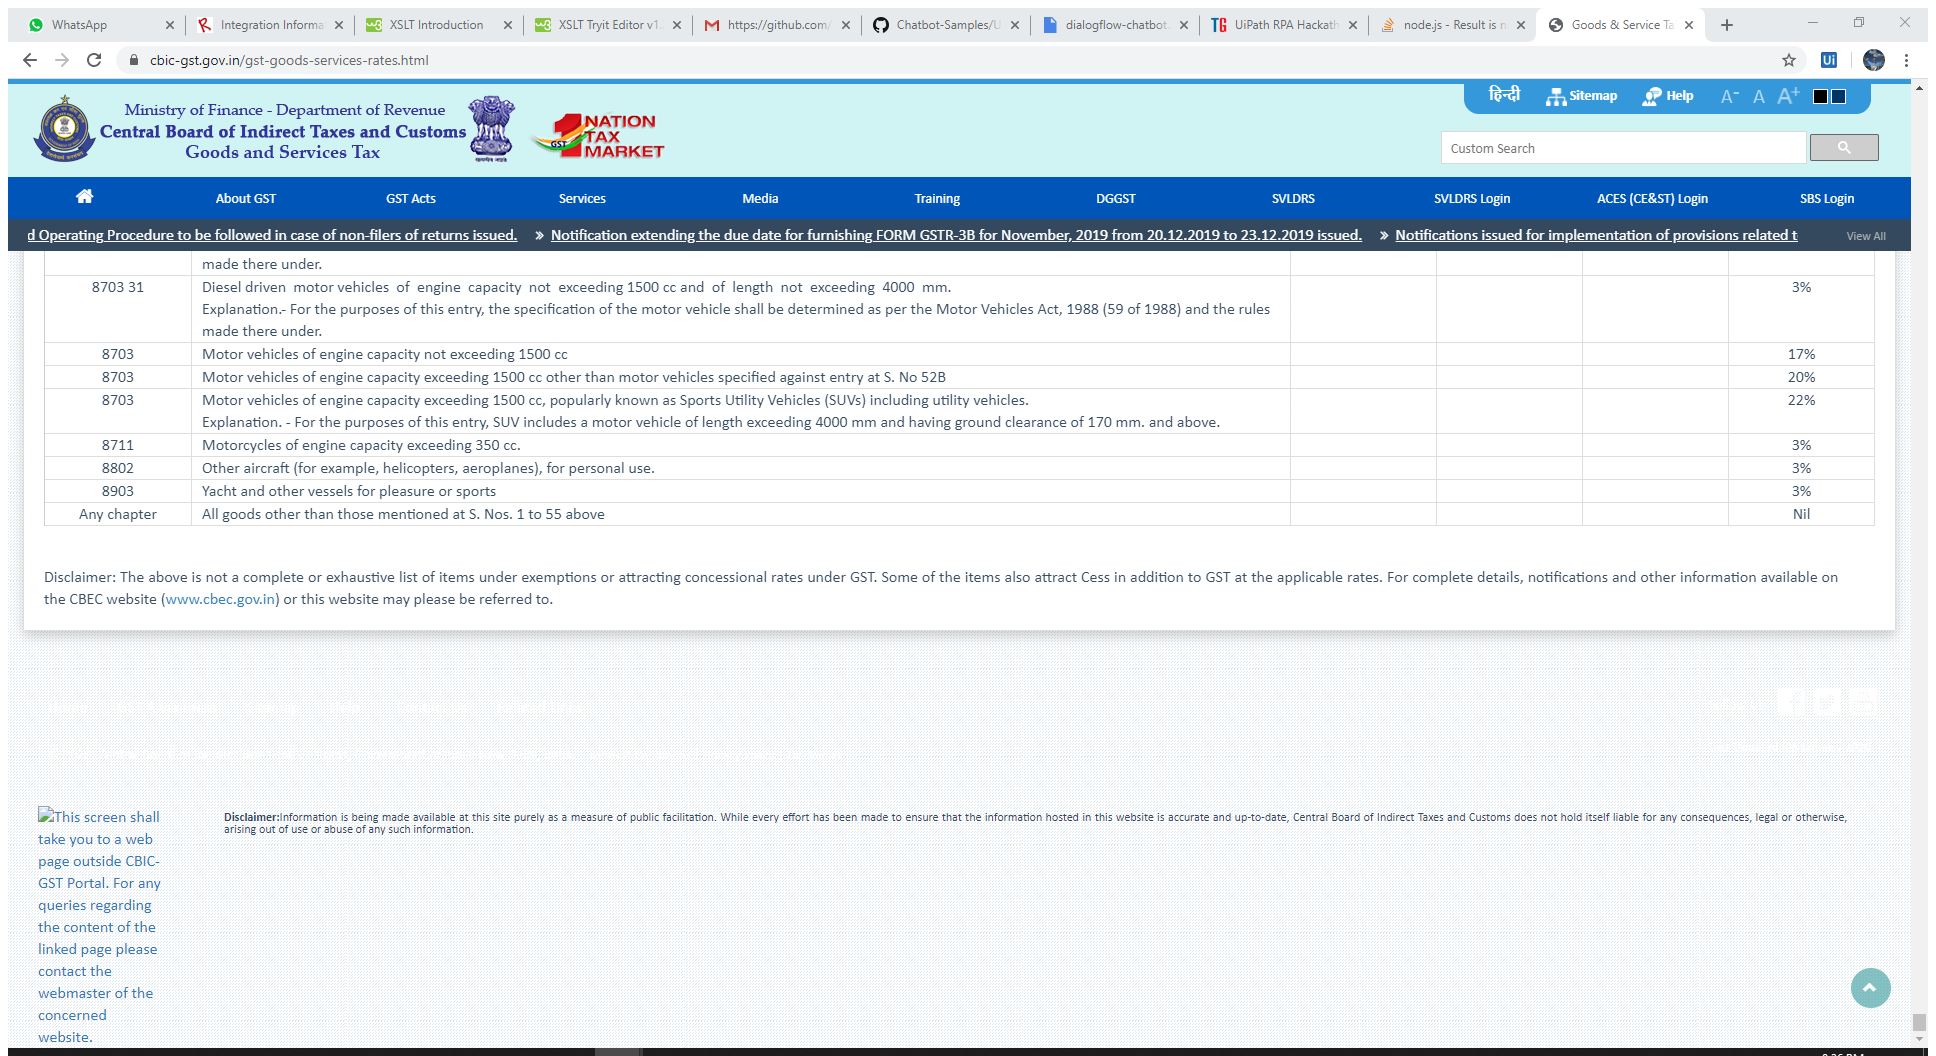 WhatsApp
Integration Informa
XSLT Introduction
XSLT Tryit Editor v1.
https://github.com/
Chatbot-Samples/U
dialogflow-chatbot.
UiPath RPA Hackath
node.js - Result is n
Goods & Service Ta
cbic-gst.gov.in/gst-goods-services-rates.html
Ui
Ministry of Finance - Department of Revenue
Central Board of Indirect Taxes and Customs
Goods and Services Tax
GST 1 NATION
TAX
MARKET
हिन्दी Sitemap Help A- A A+
Custom Search
About GST GST Acts Services Media Training DGGST SVLDRS SVLDRS Login ACES (CE&ST) Login SBS Login
d Operating Procedure to be followed in case of non-filers of returns issued. » Notification extending the due date for furnishing FORM GSTR-3B for November, 2019 from 20.12.2019 to 23.12.2019 issued. » Notifications issued for implementation of provisions related t View All
made there under.
8703 31 Diesel driven motor vehicles of engine capacity not exceeding 1500 cc and of length not exceeding 4000 mm. 3%
Explanation.- For the purposes of this entry, the specification of the motor vehicle shall be determined as per the Motor Vehicles Act, 1988 (59 of 1988) and the rules
made there under.
8703 Motor vehicles of engine capacity not exceeding 1500 cc 17%
8703 Motor vehicles of engine capacity exceeding 1500 cc other than motor vehicles specified against entry at S. No 52B 20%
8703 Motor vehicles of engine capacity exceeding 1500 cc, popularly known as Sports Utility Vehicles (SUVs) including utility vehicles. 22%
Explanation. - For the purposes of this entry, SUV includes a motor vehicle of length exceeding 4000 mm and having ground clearance of 170 mm. and above.
8711 Motorcycles of engine capacity exceeding 350 cc. 3%
8802 Other aircraft (for example, helicopters, aeroplanes), for personal use. 3%
8903 Yacht and other vessels for pleasure or sports 3%
Any chapter All goods other than those mentioned at S. Nos. 1 to 55 above Nil
Disclaimer: The above is not a complete or exhaustive list of items under exemptions or attracting concessional rates under GST. Some of the items also attract Cess in addition to GST at the applicable rates. For complete details, notifications and other information available on
the CBEC website (www.cbec.gov.in) or this website may please be referred to.
This screen shall
take you to a web
page outside CBIC-
GST Portal. For any
queries regarding
the content of the
linked page please
contact the
webmaster of the
concerned
website.
Disclaimer:Information is being made available at this site purely as a measure of public facilitation. While every effort has been made to ensure that the information hosted in this website is accurate and up-to-date, Central Board of Indirect Taxes and Customs does not hold itself liable for any consequences, legal or otherwise,
arising out of use or abuse of any such information.